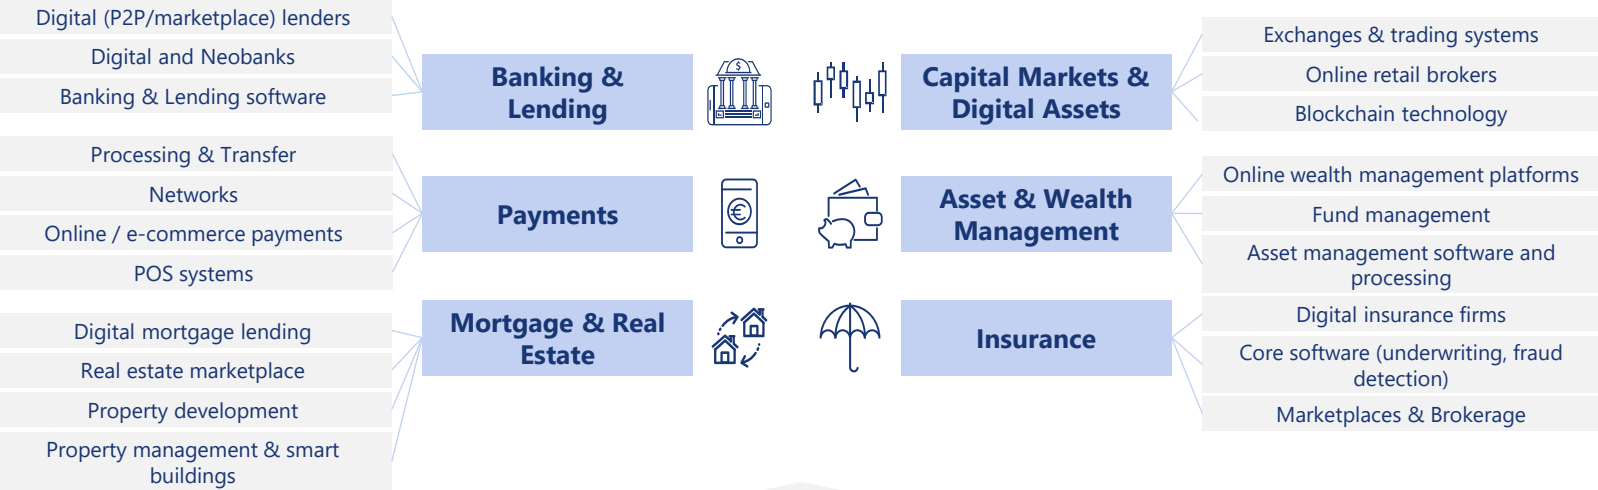 Digital (P2P/marketplace) lenders
Digital and Neobanks
Banking & Lending software
Banking &
Lending
Processing & Transfer
Networks
Online / e-commerce payments
POS systems
Payments
Digital mortgage lending
Real estate marketplace
Property development
Property management & smart
buildings
Mortgage & Real
Estate
$
€
Capital Markets &
Digital Assets
Exchanges & trading systems
Online retail brokers
Blockchain technology
Asset & Wealth
Management
Online wealth management platforms
Fund management
Asset management software and
processing
Insurance
Digital insurance firms
Core software (underwriting, fraud
detection)
Marketplaces & Brokerage